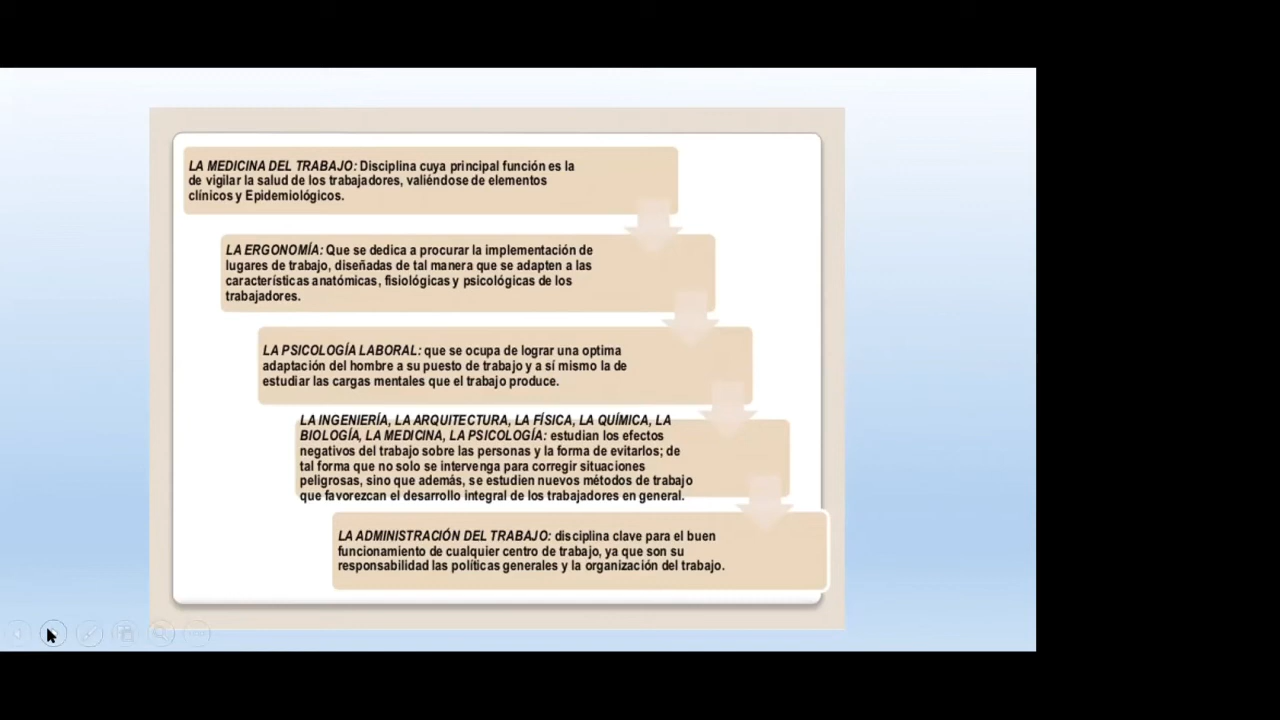 LA MEDICINA DEL TRABAJO: Disciplina cuya principal función es la
de vigilar la salud de los trabajadores, valiéndose de elementos
clínicos y Epidemiológicos.
LA ERGONOMÍA: Que se dedica a procurar la implementación de
lugares de trabajo, diseñadas de tal manera que se adapten a las
características anatómicas, fisiológicas y psicológicas de los
trabajadores.
LA PSICOLOGÍA LABORAL: que se ocupa de lograr una optima
adaptación del hombre a su puesto de trabajo y a sí mismo la de
estudiar las cargas mentales que el trabajo produce.
LA INGENIERÍA, LA ARQUITECTURA, LA FÍSICA, LA QUÍMICA, LA
BIOLOGÍA, LA MEDICINA, LA PSICOLOGÍA: estudian los efectos
negativos del trabajo sobre las personas y la forma de evitarlos; de
tal forma que no solo se intervenga para corregir situaciones
peligrosas, sino que además, se estudien nuevos métodos de trabajo
que favorezcan el desarrollo integral de los trabajadores en general.
LA ADMINISTRACIÓN DEL TRABAJO: disciplina clave para el buen
funcionamiento de cualquier centro de trabajo, ya que son su
responsabilidad las políticas generales y la organización del trabajo.